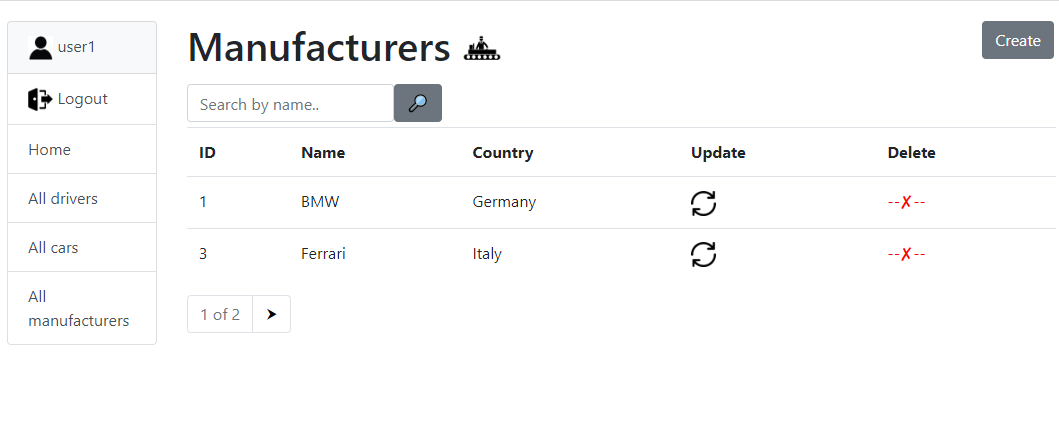 user1
Logout
Home
All drivers
All cars
All
manufacturers
Manufacturers
Create
Search by name..
ID Name Country Update Delete
1 BMW Germany --✗--
3 Ferrari Italy --✗--
1 of 2 ➤